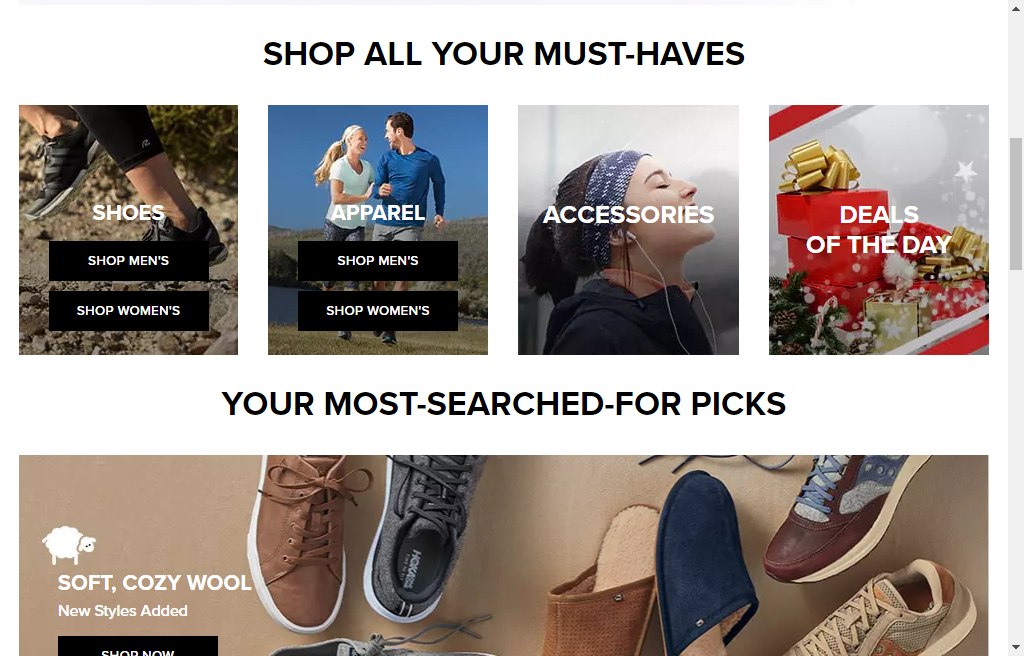 SHOP ALL YOUR MUST-HAVES
SHOES
SHOP MEN'S
SHOP WOMEN'S
APPAREL
SHOP MEN'S
SHOP WOMEN'S
ACCESSORIES
DEALS
OF THE DAY
YOUR MOST-SEARCHED-FOR PICKS
SOFT, COZY WOOL
New Styles Added
SHOP NOW